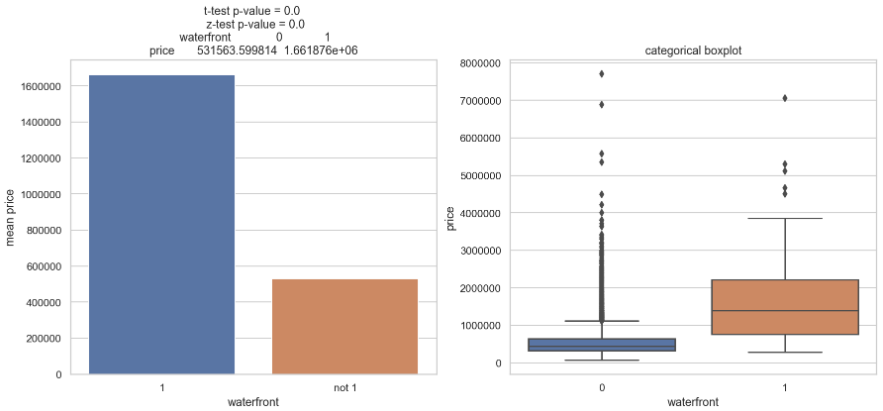 t-test p-value = 0.0
z-test p-value = 0.0
waterfront 0 1
price 531563.599814 1.661876e+06
1600000
1400000
1200000
1000000
800000
600000
400000
200000
0
mean price
1
not 1
waterfront
categorical boxplot
8000000
7000000
6000000
5000000
4000000
3000000
2000000
1000000
0
price
0
1
waterfront